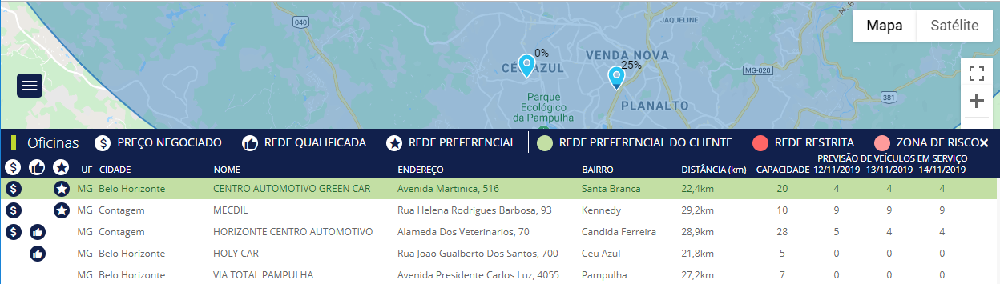 040
JAQUELINE
Av.
Mapa Satélite
0%
VENDA NOVA
CÉU AZUL
25%
MG-020
Parque
Ecológico
da Pampulha
PLANALTO
381
Oficinas $ PREÇO NEGOCIADO REDE QUALIFICADA REDE PREFERENCIAL REDE PREFERENCIAL DO CLIENTE REDE RESTRITA ZONA DE RISCO
PREVISÃO DE VEÍCULOS EM SERVIÇO
$ UF CIDADE NOME ENDEREÇO BAIRRO DISTÂNCIA (km) CAPACIDADE 12/11/2019 13/11/2019 14/11/2019
$ MG Belo Horizonte CENTRO AUTOMOTIVO GREEN CAR Avenida Martinica, 516 Santa Branca 22,4km 20 4 4 4
$ MG Contagem MECDIL Rua Helena Rodrigues Barbosa, 93 Kennedy 29,2km 10 9 9 9
$ MG Contagem HORIZONTE CENTRO AUTOMOTIVO Alameda Dos Veterinarios, 70 Candida Ferreira 28,9km 28 5 4 4
MG Belo Horizonte HOLY CAR Rua Joao Gualberto Dos Santos, 700 Ceu Azul 21,8km 5 0 0 0
MG Belo Horizonte VIA TOTAL PAMPULHA Avenida Presidente Carlos Luz, 4055 Pampulha 27,2km 7 0 0 0